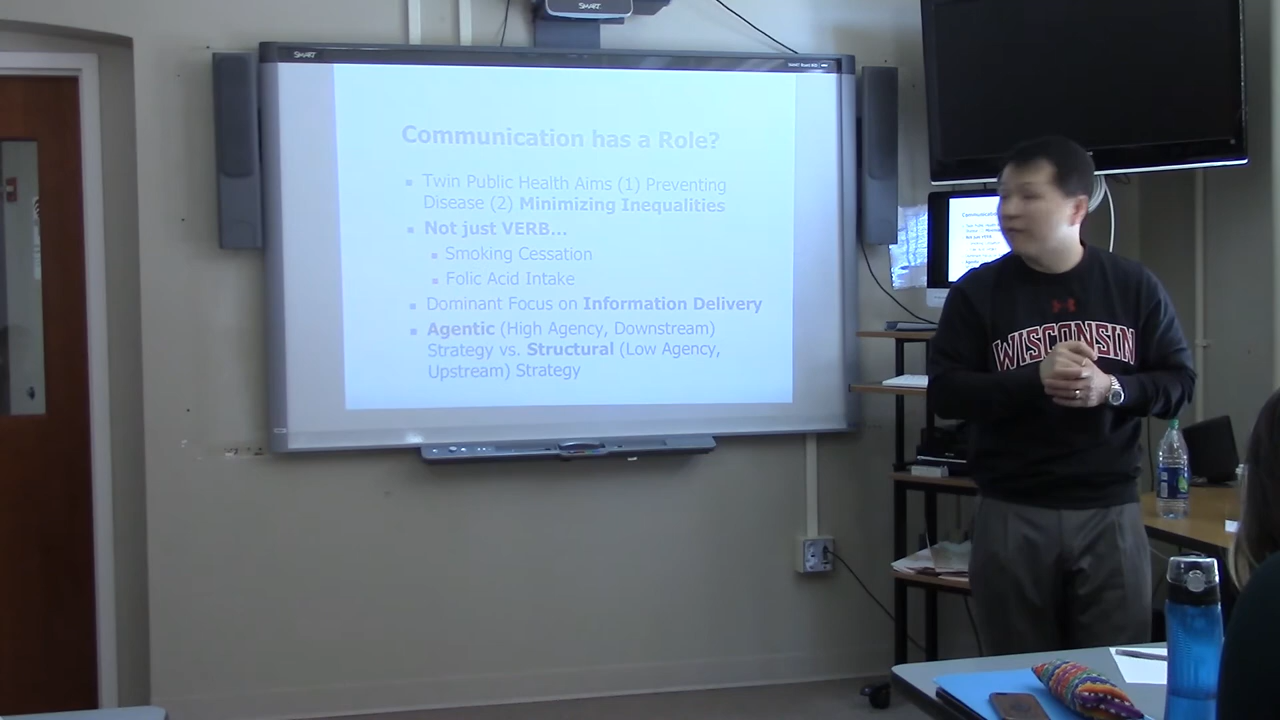 SMART
SMART
Communication has a Role?
Twin Public Health Aims (1) Preventing
Disease (2) Minimizing Inequalities
Not just VERB...
Smoking Cessation
Folic Acid Intake
Dominant Focus on Information Delivery
Agentic (High Agency, Downstream)
Strategy vs. Structural (Low Agency,
Upstream) Strategy
WISCONSIN